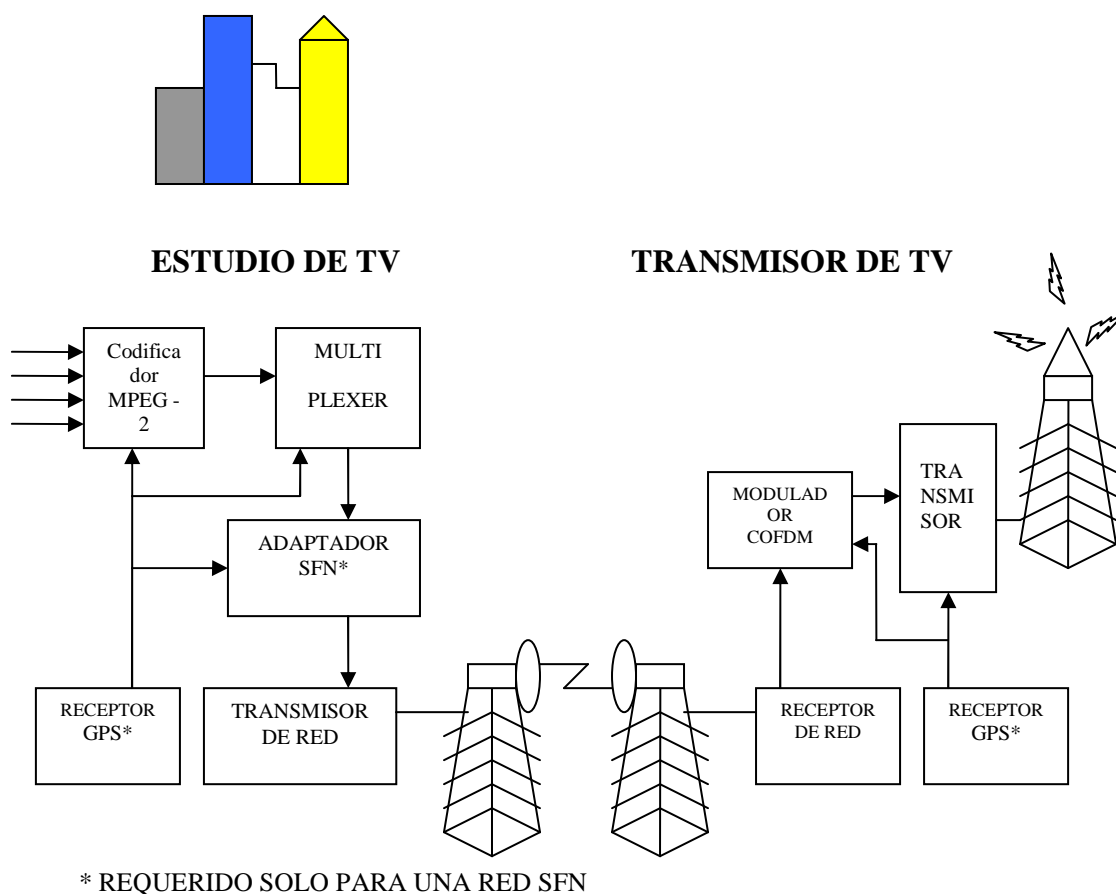 ESTUDIO DE TV
TRANSMISOR DE TV
Codifica
dor
MPEG -
2
MULTI
PLEXER
ADAPTADOR
SFN*
RECEPTOR
GPS*
TRANSMISOR
DE RED
MODULAD
OR
COFDM
TRA
NSMI
SOR
RECEPTOR
DE RED
RECEPTOR
GPS*
* REQUERIDO SOLO PARA UNA RED SFN